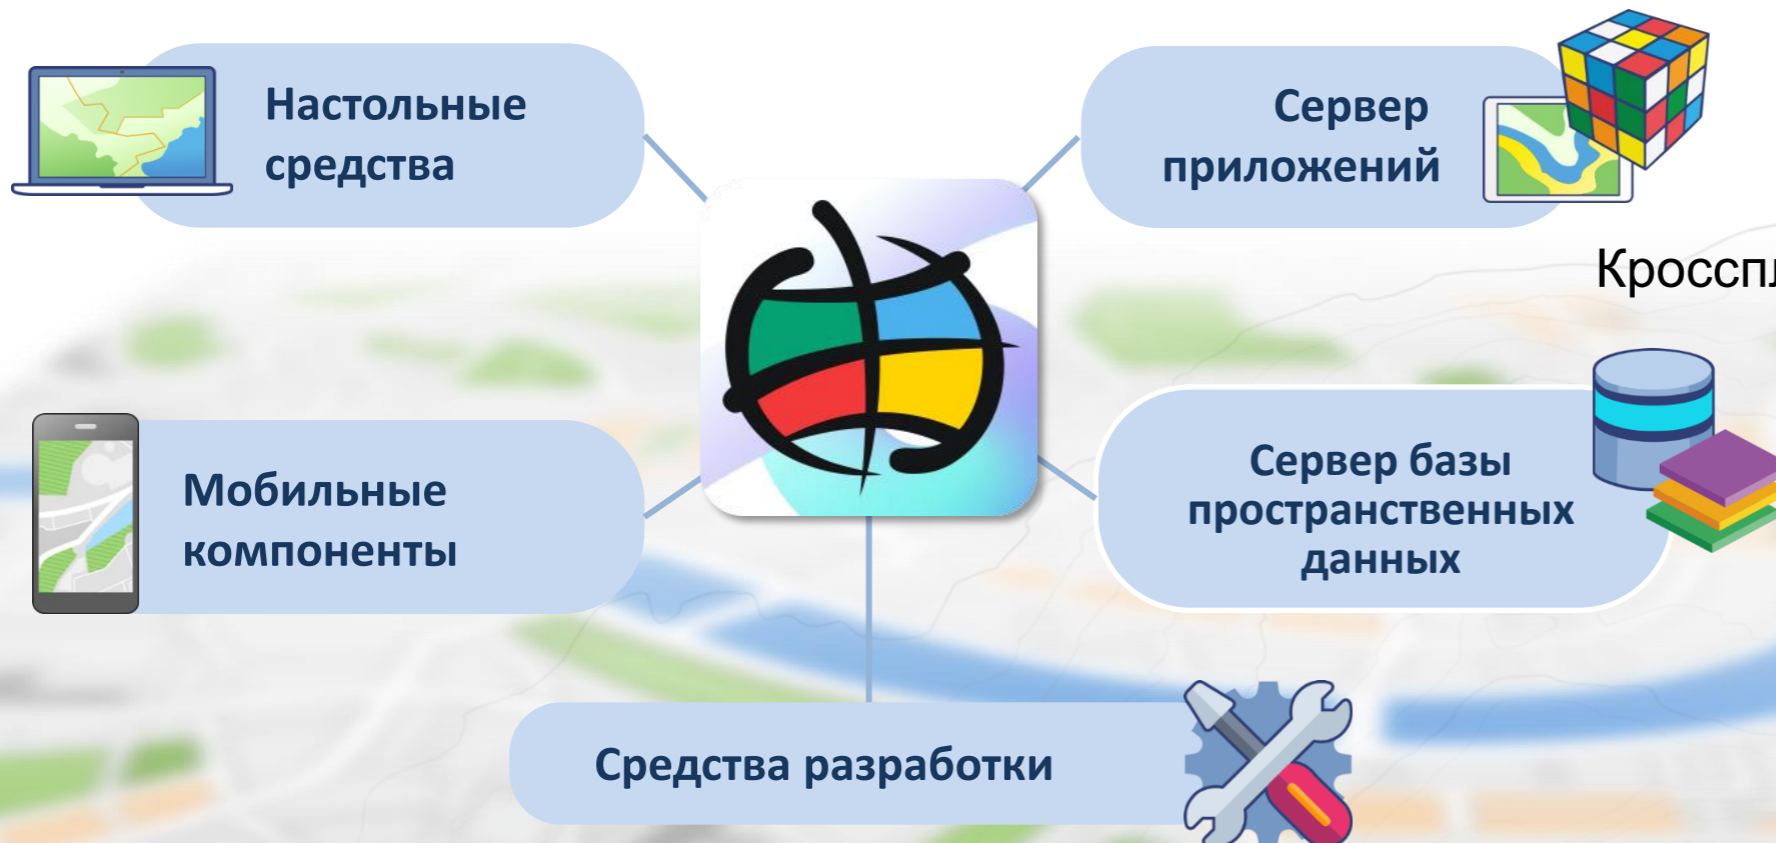 Настольные
средства
Сервер
приложений
Мобильные
компоненты
Сервер базы
пространственных
данных
Средства разработки